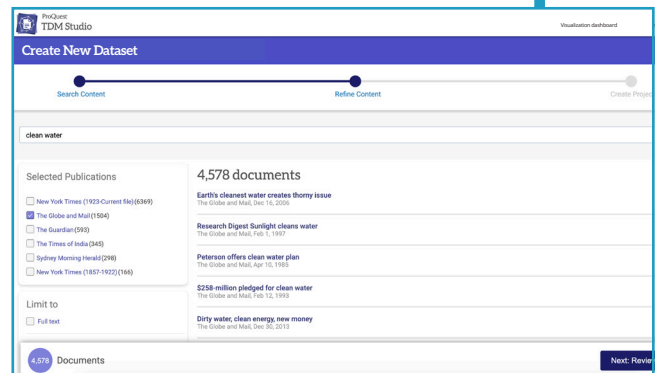 ProQuest
TDM Studio
Visualization dashboard
Create New Dataset
Search Content
Refine Content
Create Projec
clean water
Selected Publications
New York Times (1923-Current file) (6369)
The Globe and Mail (1504)
The Guardian (593)
The Times of India (345)
Sydney Morning Herald (298)
New York Times (1857-1922) (166)
Limit to
Full text
4,578 documents
Earth's cleanest water creates thorny issue
The Globe and Mail, Dec 16, 2006
Research Digest Sunlight cleans water
The Globe and Mail, Feb 1, 1997
Peterson offers clean water plan
The Globe and Mail, Apr 10, 1985
$258-million pledged for clean water
The Globe and Mail, Feb 12, 1993
Dirty water, clean energy, new money
The Globe and Mail, Dec 30, 2013
4,578 Documents
Next: Revie